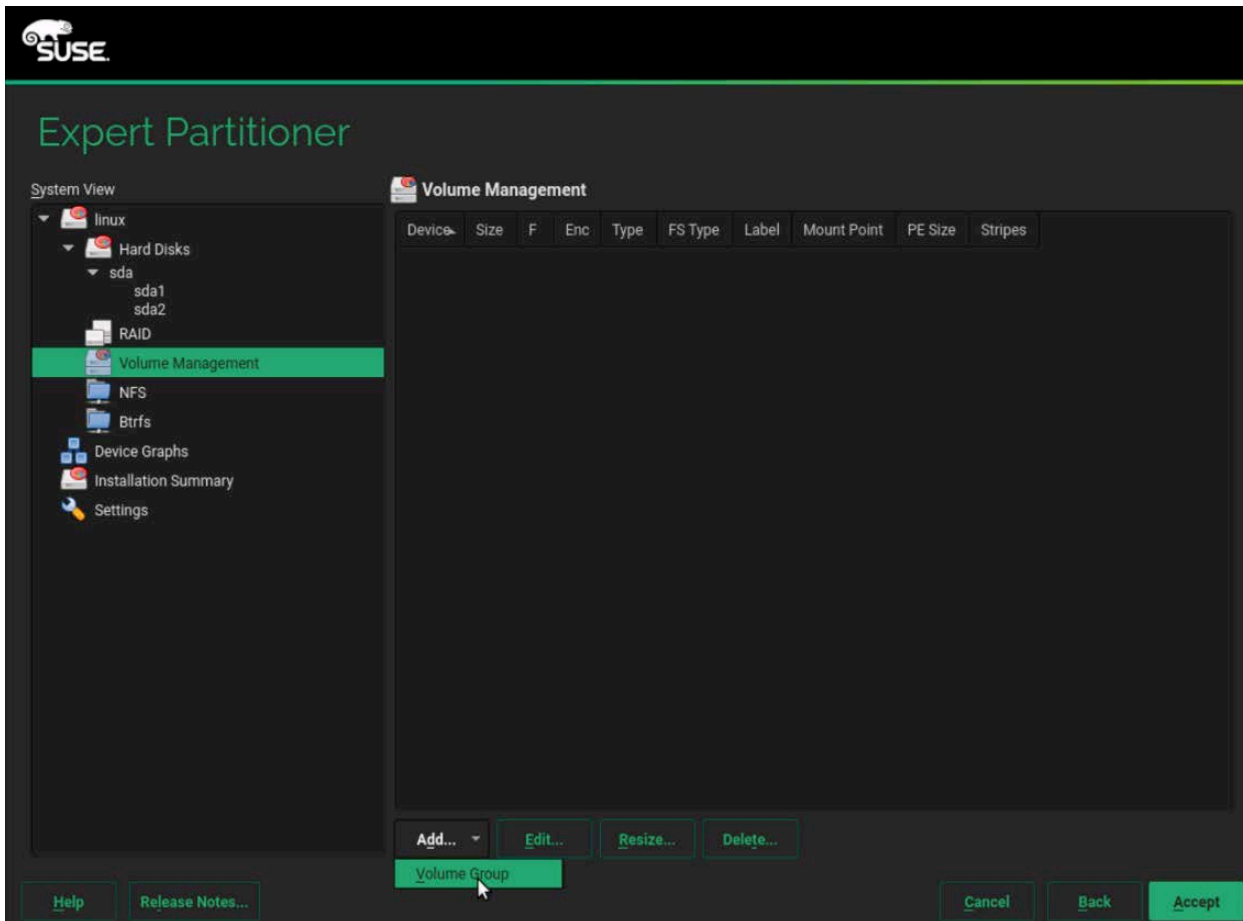 SUSE.
Expert Partitioner
System View
linux
Hard Disks
sda
sda1
sda2
RAID
Volume Management
NFS
Btrfs
Device Graphs
Installation Summary
Settings
Volume Management
Device Size F Enc Type FS Type Label Mount Point PE Size Stripes
Add... Edit... Resize... Delete...
Volume Group
Help Release Notes... Cancel Back Accept